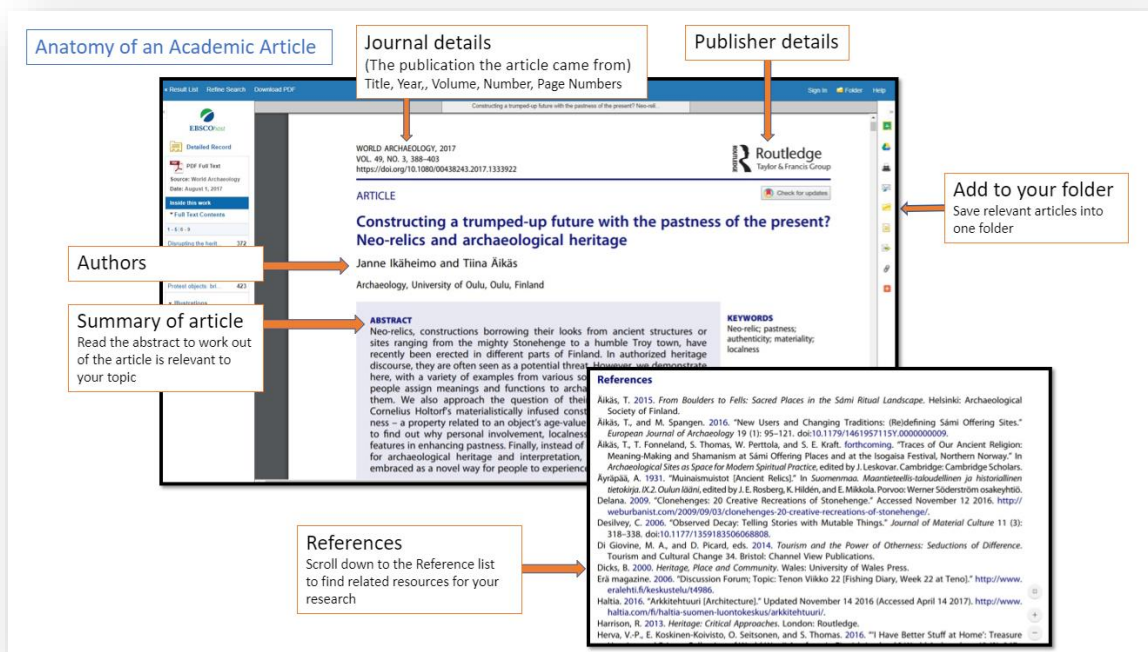 Anatomy of an Academic Article
Journal details
(The publication the article came from)
Title, Year,, Volume, Number, Page Numbers
Publisher details
« Result List Refine Search Download PDF
Sign In Folder Help
Constructing a trumped-up future with the pastness of the present? Neo-reli...
EBSCOhost
Detailed Record
PDF Full Text
Source: World Archaeology
Date: August 1, 2017
Inside this work
Full Text Contents
Disrupting the herit... 372
Protest objects: bri... 423
Illustrations
WORLD ARCHAEOLOGY, 2017
VOL. 49, NO. 3, 388–403
https://doi.org/10.1080/00438243.2017.1333922
ROUTLEDGE
Routledge
Taylor & Francis Group
ARTICLE
Check for updates
Constructing a trumped-up future with the pastness of the present?
Neo-relics and archaeological heritage
Janne Ikäheimo and Tiina Äikäs
Archaeology, University of Oulu, Oulu, Finland
Add to your folder
Save relevant articles into
one folder
Authors
Summary of article
Read the abstract to work out
of the article is relevant to
your topic
ABSTRACT
Neo-relics, constructions borrowing their looks from ancient structures or
sites ranging from the mighty Stonehenge to a humble Troy town, have
recently been erected in different parts of Finland. In authorized heritage
discourse, they are often seen as a potential threat. However, we demonstrate
here, with a variety of examples from various so
people assign meanings and functions to archa
them. We also approach the question of thei
Cornelius Holtorf's materialistically infused const
ness – a property related to an object's age-value
to find out why personal involvement, localness
features in enhancing pastness. Finally, instead of
for archaeological heritage and interpretation,
embraced as a novel way for people to experience
KEYWORDS
Neo-relic; pastness;
authenticity; materiality;
localness
References
Scroll down to the Reference list
to find related resources for your
research
References
Äikäs, T. 2015. From Boulders to Fells: Sacred Places in the Sámi Ritual Landscape. Helsinki: Archaeological
Society of Finland.
Äikäs, T., and M. Spangen. 2016. "New Users and Changing Traditions: (Re)defining Sámi Offering Sites."
European Journal of Archaeology 19 (1): 95–121. doi:10.1179/1461957115Y.0000000009.
Äikäs, T., T. Fonneland, S. Thomas, W. Perttola, and S. E. Kraft. forthcoming. "Traces of Our Ancient Religion:
Meaning-Making and Shamanism at Sámi Offering Places and at the Isogaisa Festival, Northern Norway." In
Archaeological Sites as Space for Modern Spiritual Practice, edited by J. Leskovar. Cambridge: Cambridge Scholars.
Äyräpää, A. 1931. "Muinaismuistot [Ancient Relics]." In Suomenmaa. Maantieteellis-taloudellinen ja historiallinen
tietokirja. IX.2. Oulun lääni, edited by J. E. Rosberg, K. Hildén, and E. Mikkola. Porvoo: Werner Söderström osakeyhtiö.
Delana. 2009. "Clonehenges: 20 Creative Recreations of Stonehenge." Accessed November 12 2016. http://
weburbanist.com/2009/09/03/clonehenges-20-creative-recreations-of-stonehenge/.
Desilvey, C. 2006. "Observed Decay: Telling Stories with Mutable Things." Journal of Material Culture 11 (3):
318–338. doi:10.1177/1359183506068808.
Di Giovine, M. A., and D. Picard, eds. 2014. Tourism and the Power of Otherness: Seductions of Difference.
Tourism and Cultural Change 34. Bristol: Channel View Publications.
Dicks, B. 2000. Heritage, Place and Community. Wales: University of Wales Press.
Erä magazine. 2006. "Discussion Forum; Topic: Tenon Viikko 22 [Fishing Diary, Week 22 at Teno]." http://www.
eralehti.fi/keskustelu/t4986.
Haltia. 2016. "Arkkitehtuuri [Architecture]." Updated November 14 2016 (Accessed April 14 2017). http://www.
haltia.com/fi/haltia-suomen-luontokeskus/arkkitehtuuri/.
Harrison, R. 2013. Heritage: Critical Approaches. London: Routledge.
Herva, V.-P., E. Koskinen-Koivisto, O. Seitsonen, and S. Thomas. 2016. "'I Have Better Stuff at Home': Treasure